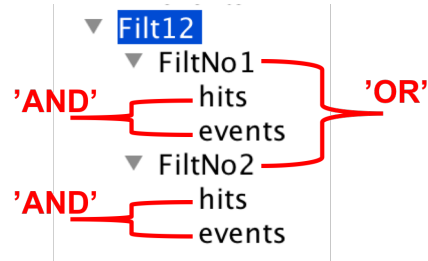 Filt12
FiltNo1
'OR'
'AND'
hits
events
FiltNo2
'AND'
hits
events